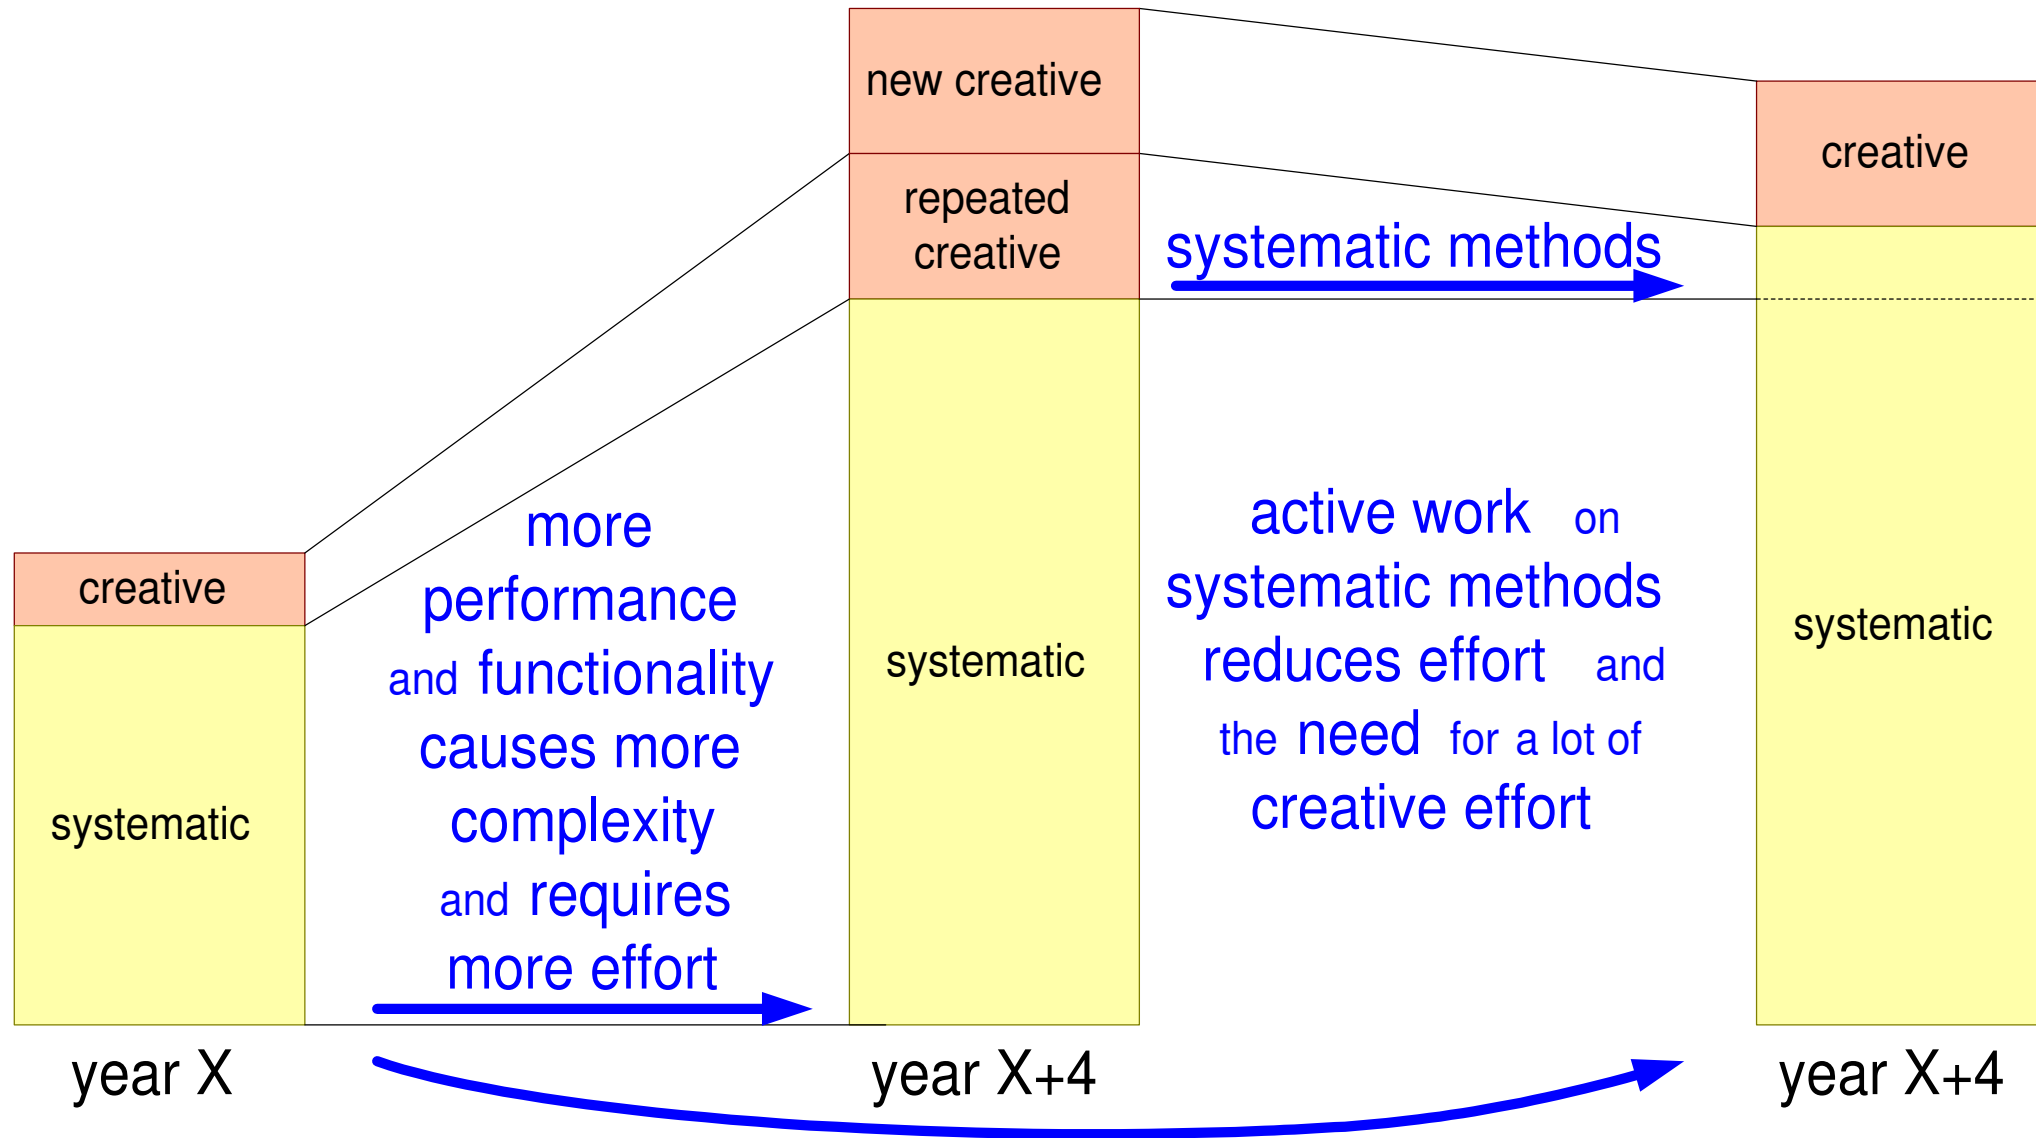 new creative
repeated
creative
creative
systematic methods
creative
systematic
more
performance
and functionality
causes more
complexity
and requires
more effort
systematic
active work on
systematic methods
reduces effort and
the need for a lot of
creative effort
systematic
year X
year X+4
year X+4